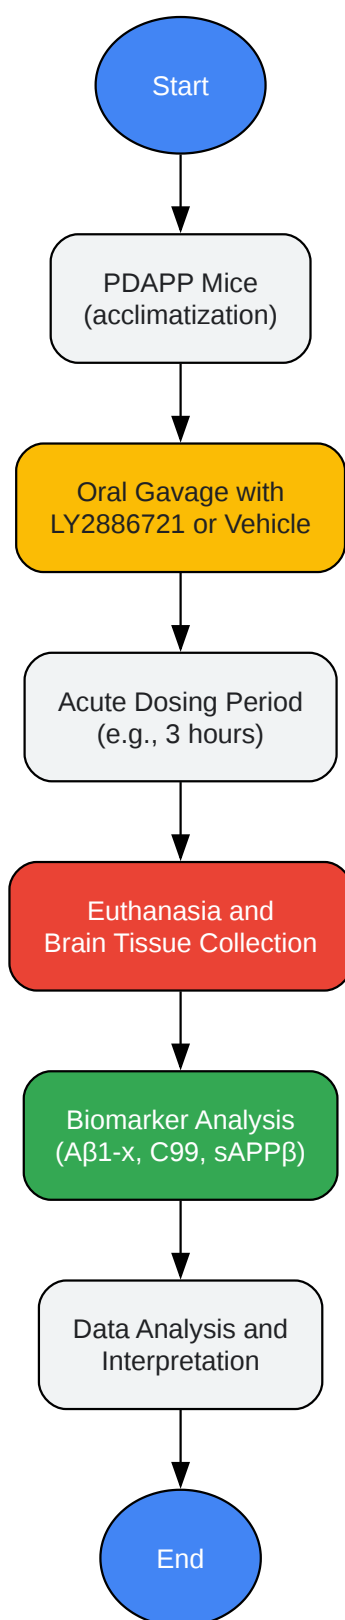 Start
PDAPP Mice
(acclimatization)
Oral Gavage with
LY2886721 or Vehicle
Acute Dosing Period
(e.g., 3 hours)
Euthanasia and
Brain Tissue Collection
Biomarker Analysis
(Aβ1-x, C99, sAPPβ)
Data Analysis and
Interpretation
End